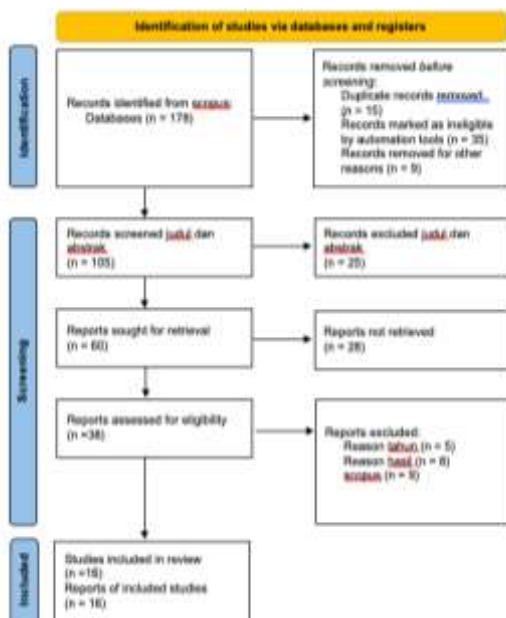 Identification of studies via databases and registers
Identification
Records identified from scopus:
Databases (n = 178)
Records removed before
screening:
Duplicate records removed
(n = 15)
Records marked as ineligible
by automation tools (n = 35)
Records removed for other
reasons (n = 9)
Screening
Records screened judul dan
abstrak
(n = 105)
Records excluded judul dan
abstrak
(n = 25)
Reports sought for retrieval
(n = 60)
Reports not retrieved
(n = 28)
Reports assessed for eligibility
(n =38)
Reports excluded:
Reason tahun (n = 5)
Reason hasil (n = 8)
scopus (n = 9)
Included
Studies included in review
(n =16)
Reports of included studies
(n = 16)